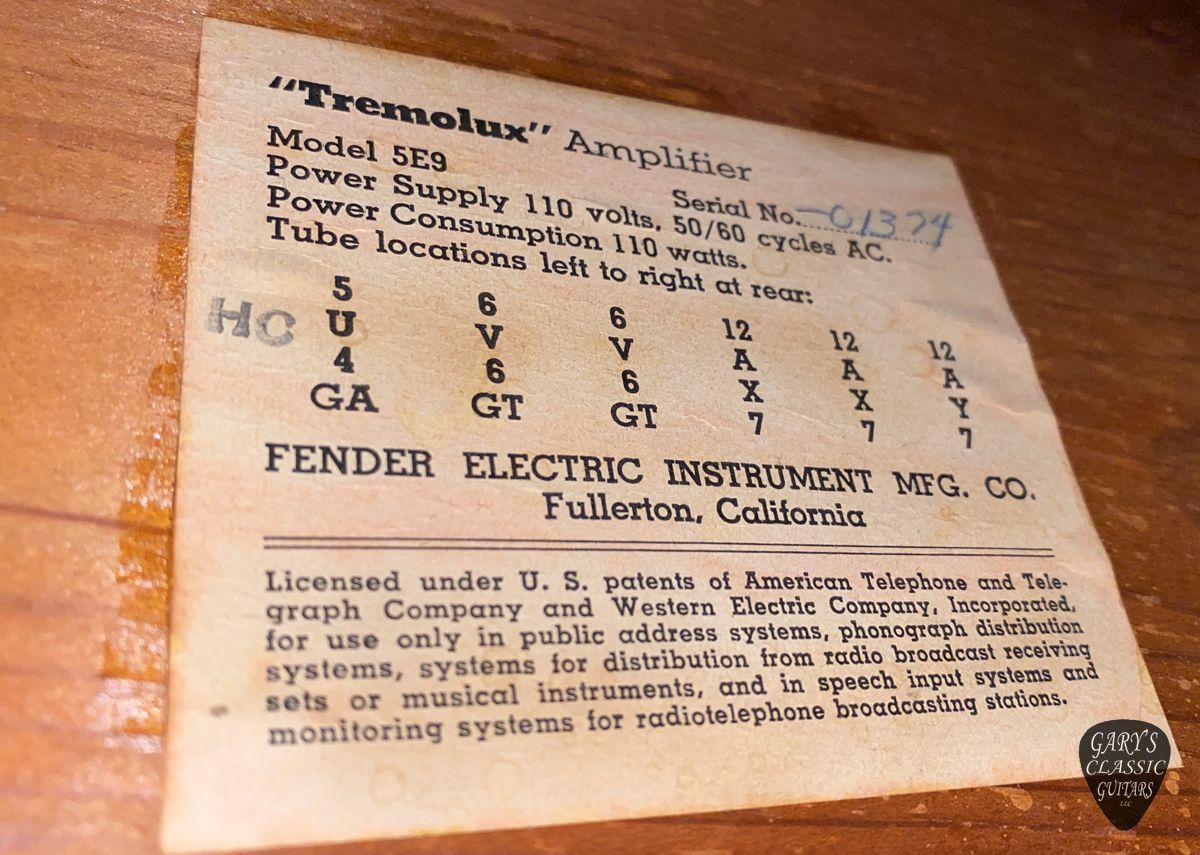 "Tremolux" Amplifier
Model 5E9
Serial No. -01374
Power Supply 110 volts, 50/60 cycles AC.
Power Consumption 110 watts.
Tube locations left to right at rear:
HC
5 6 6 12 12 12
U V V A A A
4 6 6 X X Y
GA GT GT 7 7 7
FENDER ELECTRIC INSTRUMENT MFG. CO.
Fullerton, California
Licensed under U. S. patents of American Telephone and Tele-
graph Company and Western Electric Company, Incorporated,
for use only in public address systems, phonograph distribution
systems, systems for distribution from radio broadcast receiving
sets or musical instruments, and in speech input systems and
monitoring systems for radiotelephone broadcasting stations.
GARY'S
CLASSIC
GUITARS
LLC